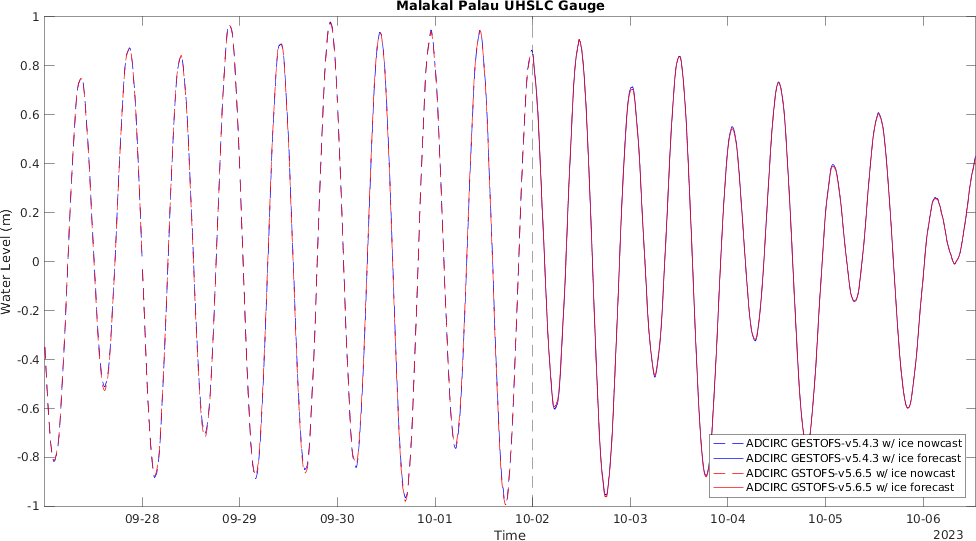 Malakal Palau UHSLC Gauge
Water Level (m)
1
0.8
0.6
0.4
0.2
0
-0.2
-0.4
-0.6
-0.8
-1
ADCIRC GESTOFS-v5.4.3 w/ ice nowcast
ADCIRC GESTOFS-v5.4.3 w/ ice forecast
ADCIRC GSTOFS-v5.6.5 w/ ice nowcast
ADCIRC GSTOFS-v5.6.5 w/ ice forecast
09-28 09-29 09-30 10-01 10-02 10-03 10-04 10-05 10-06
Time
2023